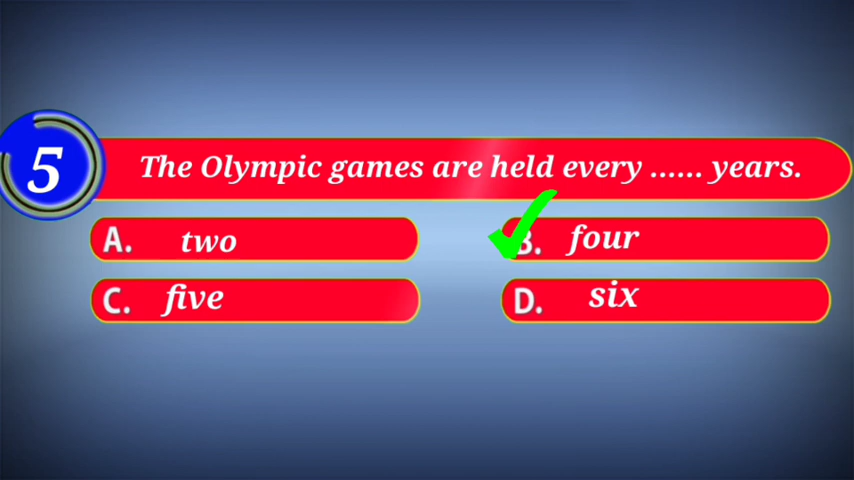 5
The Olympic games are held every ...... years.
A. two
B. four
C. five
D. six